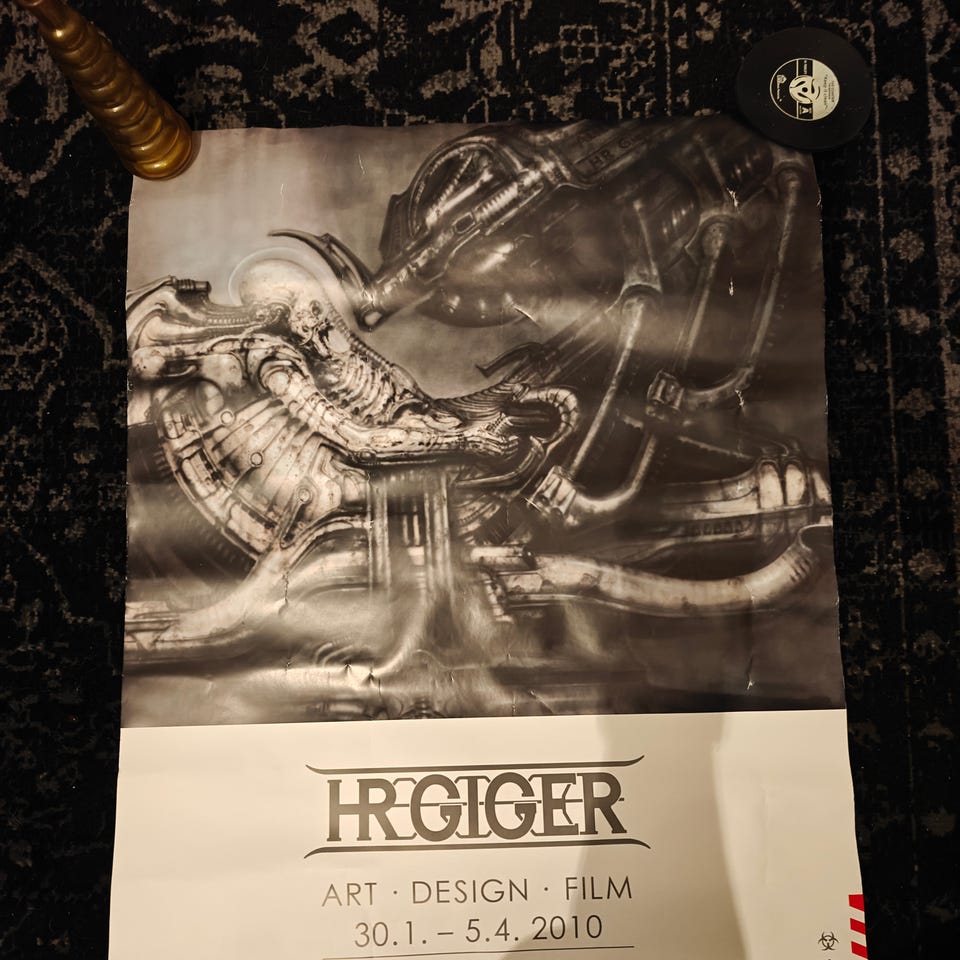 HR GIGER
ART · DESIGN · FILM
30.1. – 5.4. 2010